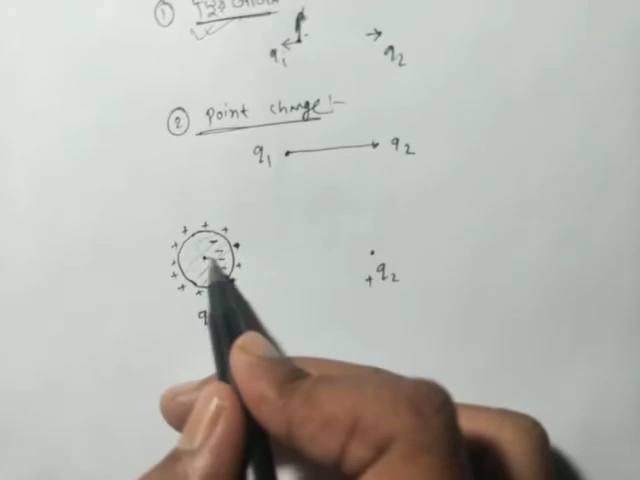 ①
q₁ q₂
② Point charge:-
q₁ q₂
+ + + + + + + + + +
- - -
q
+ q₂